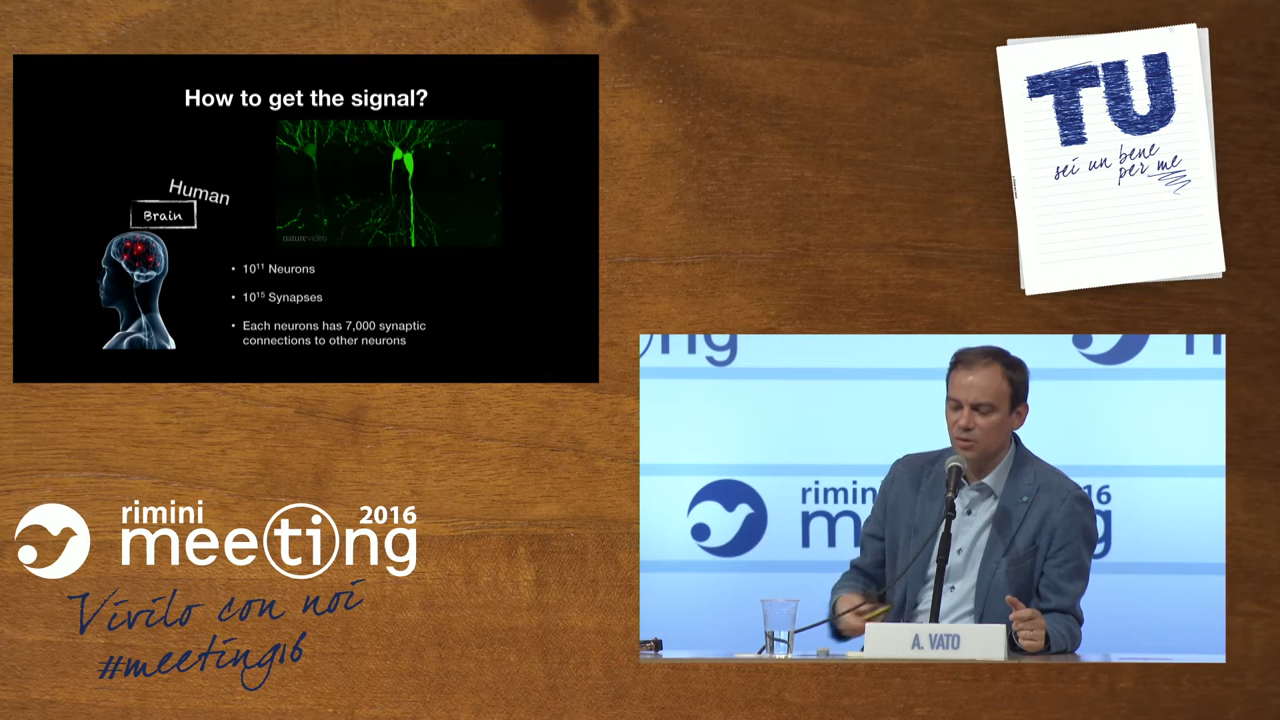 How to get the signal?
Human
Brain
naturevideo
• 10¹¹ Neurons
• 10¹⁵ Synapses
• Each neurons has 7,000 synaptic
connections to other neurons
TU
sei un bene
per me
rimini
meeting
2016
Vivilo con noi
#meeting16
ng
rimini
16
meeting
A. VATO